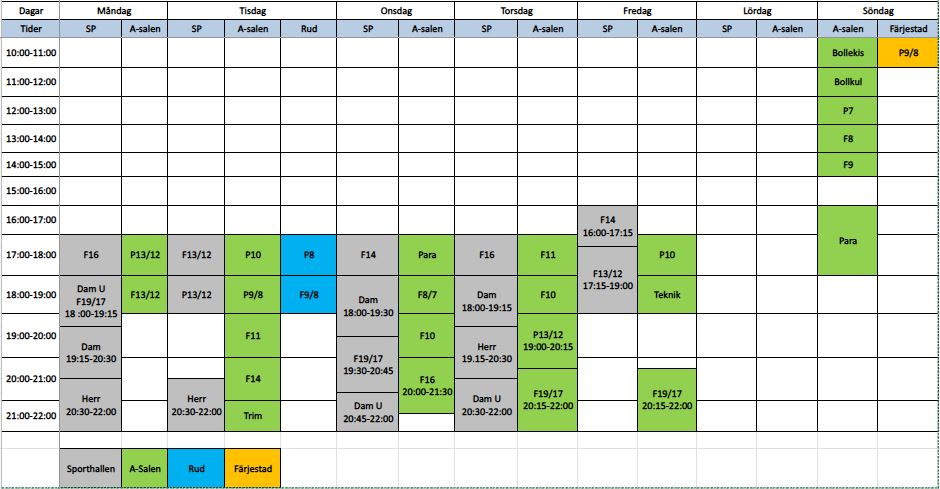 Dagar Måndag Tisdag Onsdag Torsdag Fredag Lördag Söndag
Tider SP A-salen SP A-salen Rud SP A-salen SP A-salen SP A-salen SP A-salen A-salen Färjestad
10:00-11:00 Bollekis P9/8
11:00-12:00 Bollkul
12:00-13:00 P7
13:00-14:00 F8
14:00-15:00 F9
15:00-16:00
16:00-17:00 F14
16:00-17:15
Para
17:00-18:00 F16 P13/12 F13/12 P10 P8 F14 Para F16 F11 F13/12
17:15-19:00
P10
18:00-19:00 Dam U
F19/17
18 :00-19:15
F13/12 P13/12 P9/8 F9/8 Dam
18:00-19:30
F8/7 Dam
18:00-19:15
F10 Teknik
19:00-20:00 Dam
19:15-20:30
F11 F19/17
19:30-20:45
F10 Herr
19.15-20:30
P13/12
19:00-20:15
20:00-21:00 Herr
20:30-22:00
Herr
20:30-22:00
F14 F16
20:00-21:30
Dam U
20:30-22:00
F19/17
20:15-22:00
F19/17
20:15-22:00
21:00-22:00 Trim Dam U
20:45-22:00
Sporthallen A-Salen Rud Färjestad